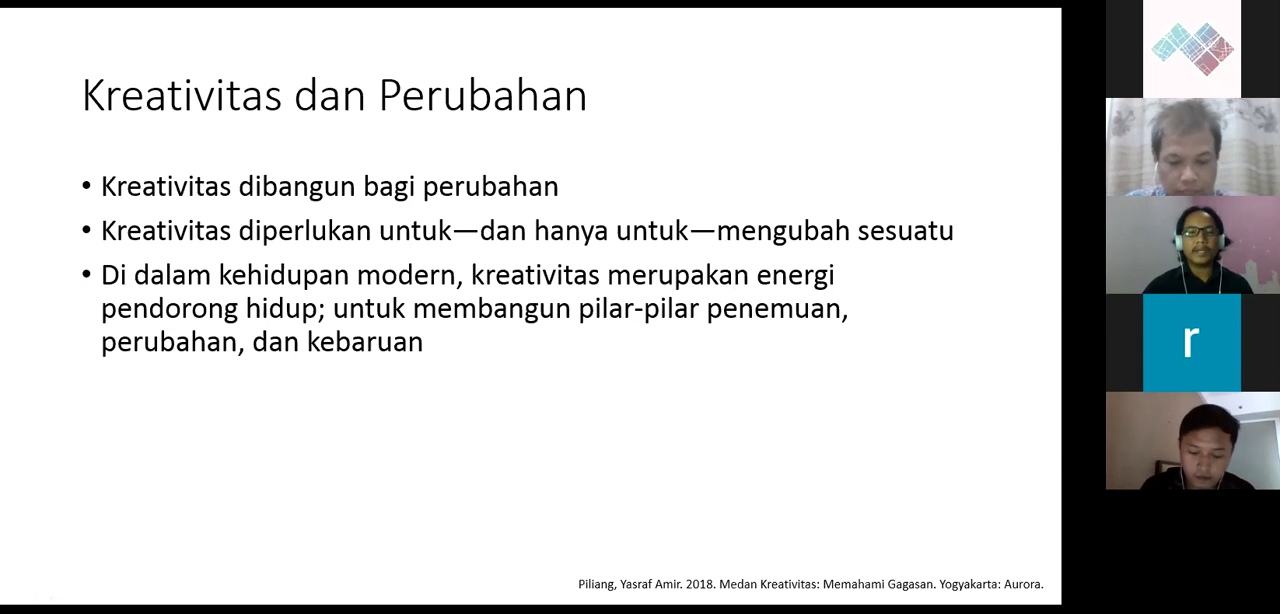 Kreativitas dan Perubahan
• Kreativitas dibangun bagi perubahan
• Kreativitas diperlukan untuk—dan hanya untuk—mengubah sesuatu
• Di dalam kehidupan modern, kreativitas merupakan energi
pendorong hidup; untuk membangun pilar-pilar penemuan,
perubahan, dan kebaruan
Piliang, Yasraf Amir. 2018. Medan Kreativitas: Memahami Gagasan. Yogyakarta: Aurora.
r